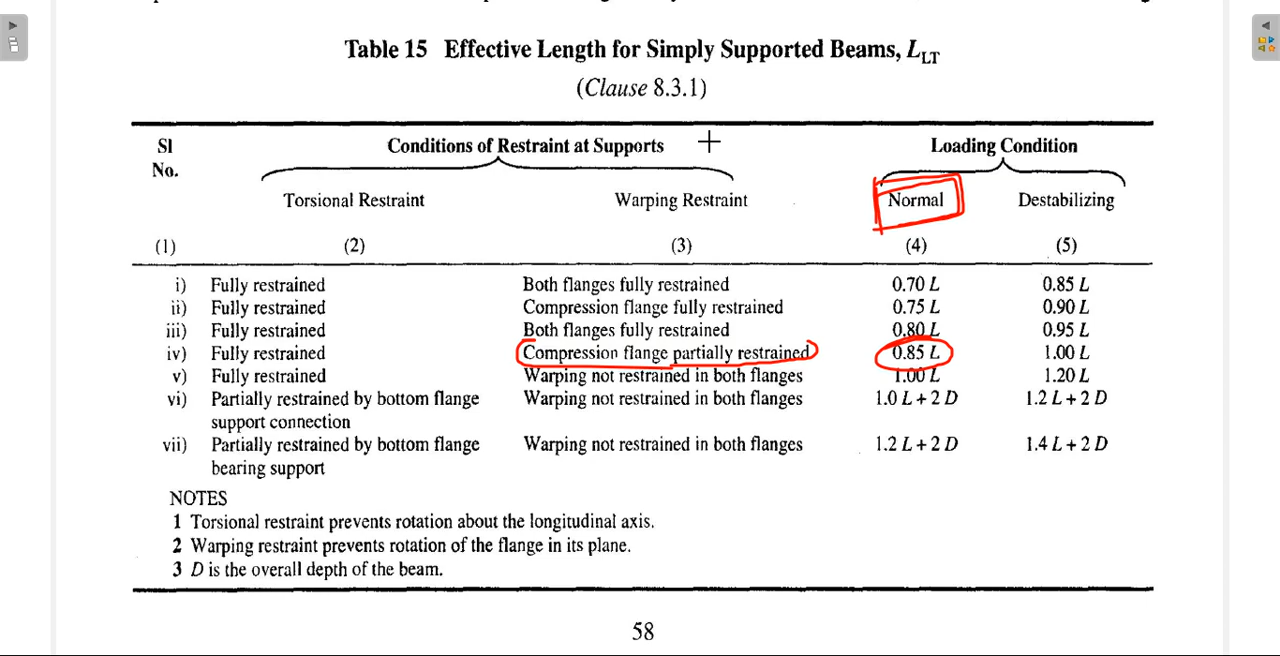 Table 15 Effective Length for Simply Supported Beams, LLT
(Clause 8.3.1)
Sl No. Conditions of Restraint at Supports Loading Condition
Torsional Restraint Warping Restraint Normal Destabilizing
(1) (2) (3) (4) (5)
i) Fully restrained Both flanges fully restrained 0.70 L 0.85 L
ii) Fully restrained Compression flange fully restrained 0.75 L 0.90 L
iii) Fully restrained Both flanges fully restrained 0.80 L 0.95 L
iv) Fully restrained Compression flange partially restrained 0.85 L 1.00 L
v) Fully restrained Warping not restrained in both flanges 1.00 L 1.20 L
vi) Partially restrained by bottom flange Warping not restrained in both flanges 1.0 L + 2 D 1.2 L + 2 D
support connection
vii) Partially restrained by bottom flange Warping not restrained in both flanges 1.2 L + 2 D 1.4 L + 2 D
bearing support
NOTES
1 Torsional restraint prevents rotation about the longitudinal axis.
2 Warping restraint prevents rotation of the flange in its plane.
3 D is the overall depth of the beam.
58